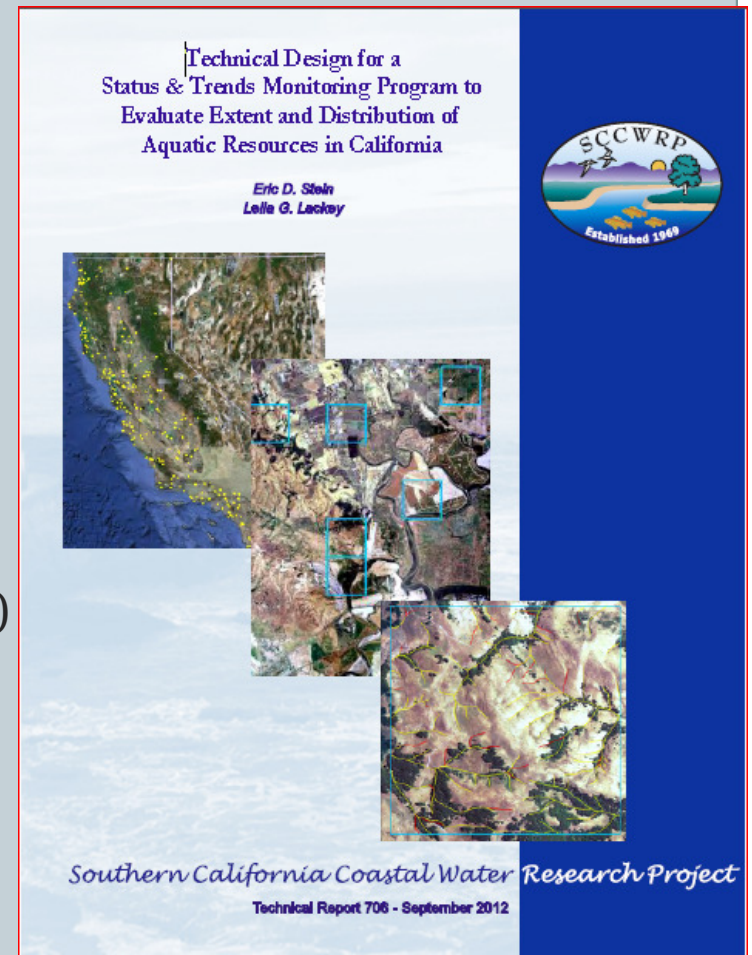 Technical Design for a
Status & Trends Monitoring Program to
Evaluate Extent and Distribution of
Aquatic Resources in California
Eric D. Stein
Leila G. Lackey
SCCWRP
Established 1969
)
Southern California Coastal Water Research Project
Technical Report 706 - September 2012